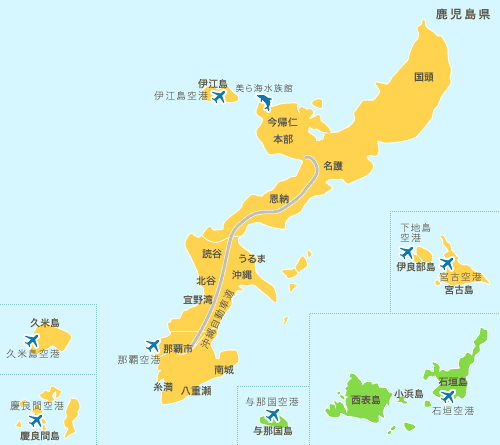 鹿児島県
国頭
伊江島
伊江島空港
美ら海水族館
今帰仁
本部
名護
恩納
読谷
うるま
北谷
沖縄
宜野湾
沖縄自動車道
那覇市
那覇空港
南城
糸満
八重瀬
下地島
空港
伊良部島
宮古空港
宮古島
久米島
久米島空港
慶良間空港
慶良間島
与那国空港
与那国島
西表島
小浜島
石垣島
石垣空港